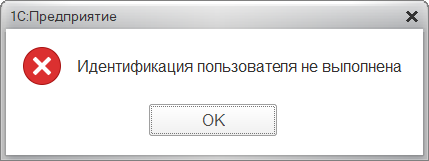 1С:Предприятие
Идентификация пользователя не выполнена
OK